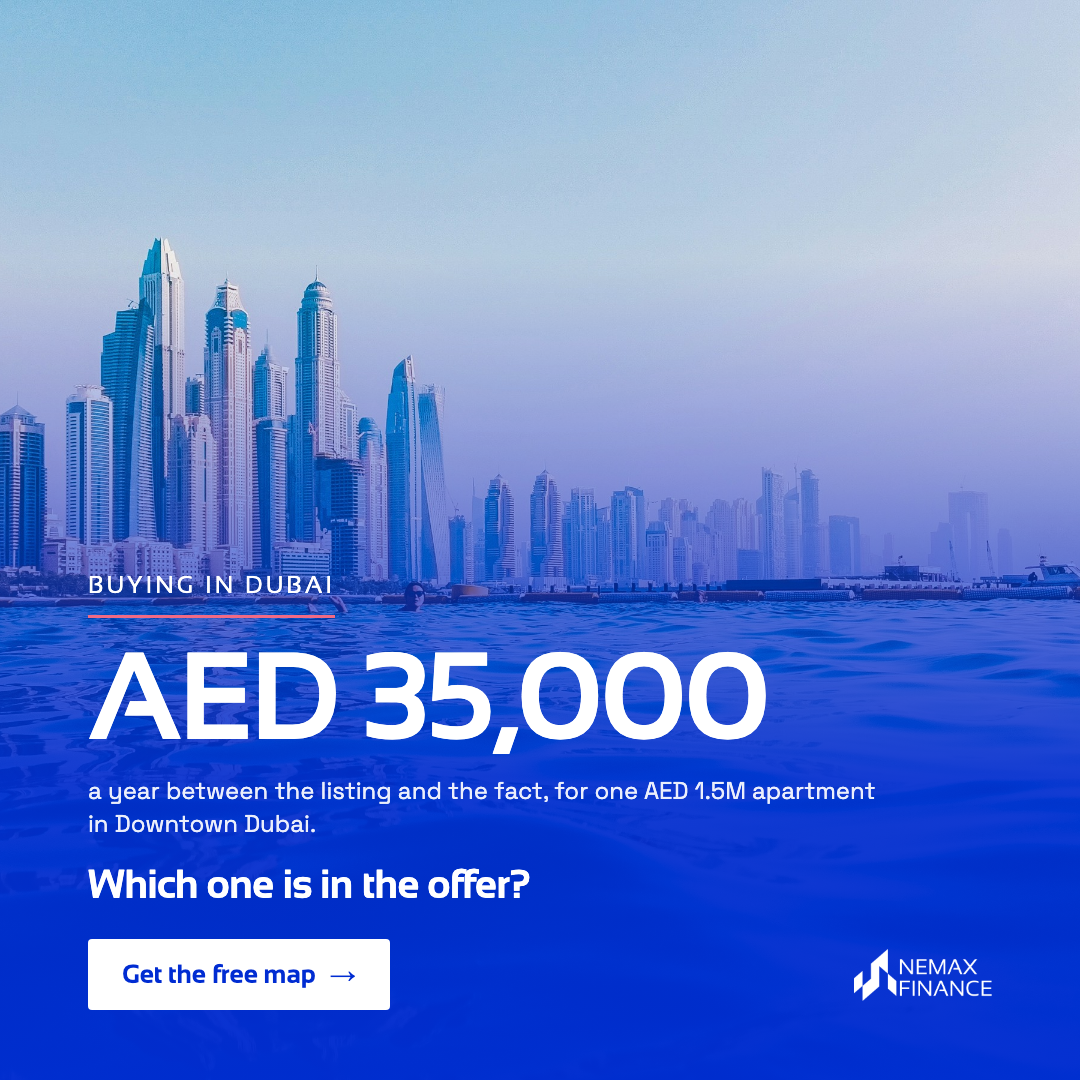 BUYING IN DUBAI
AED 35,000
a year between the listing and the fact, for one AED 1.5M apartment
in Downtown Dubai.
Which one is in the offer?
Get the free map →
NEMAX
FINANCE